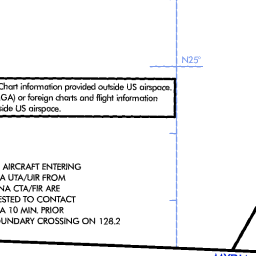 N25°
Chart information provided outside US airspace.
GA) or foreign charts and flight information
side US airspace.
AIRCRAFT ENTERING
A UTA/UIR FROM
NA CTA/FIR ARE
ESTED TO CONTACT
A 10 MIN. PRIOR
OUNDARY CROSSING ON 128.2